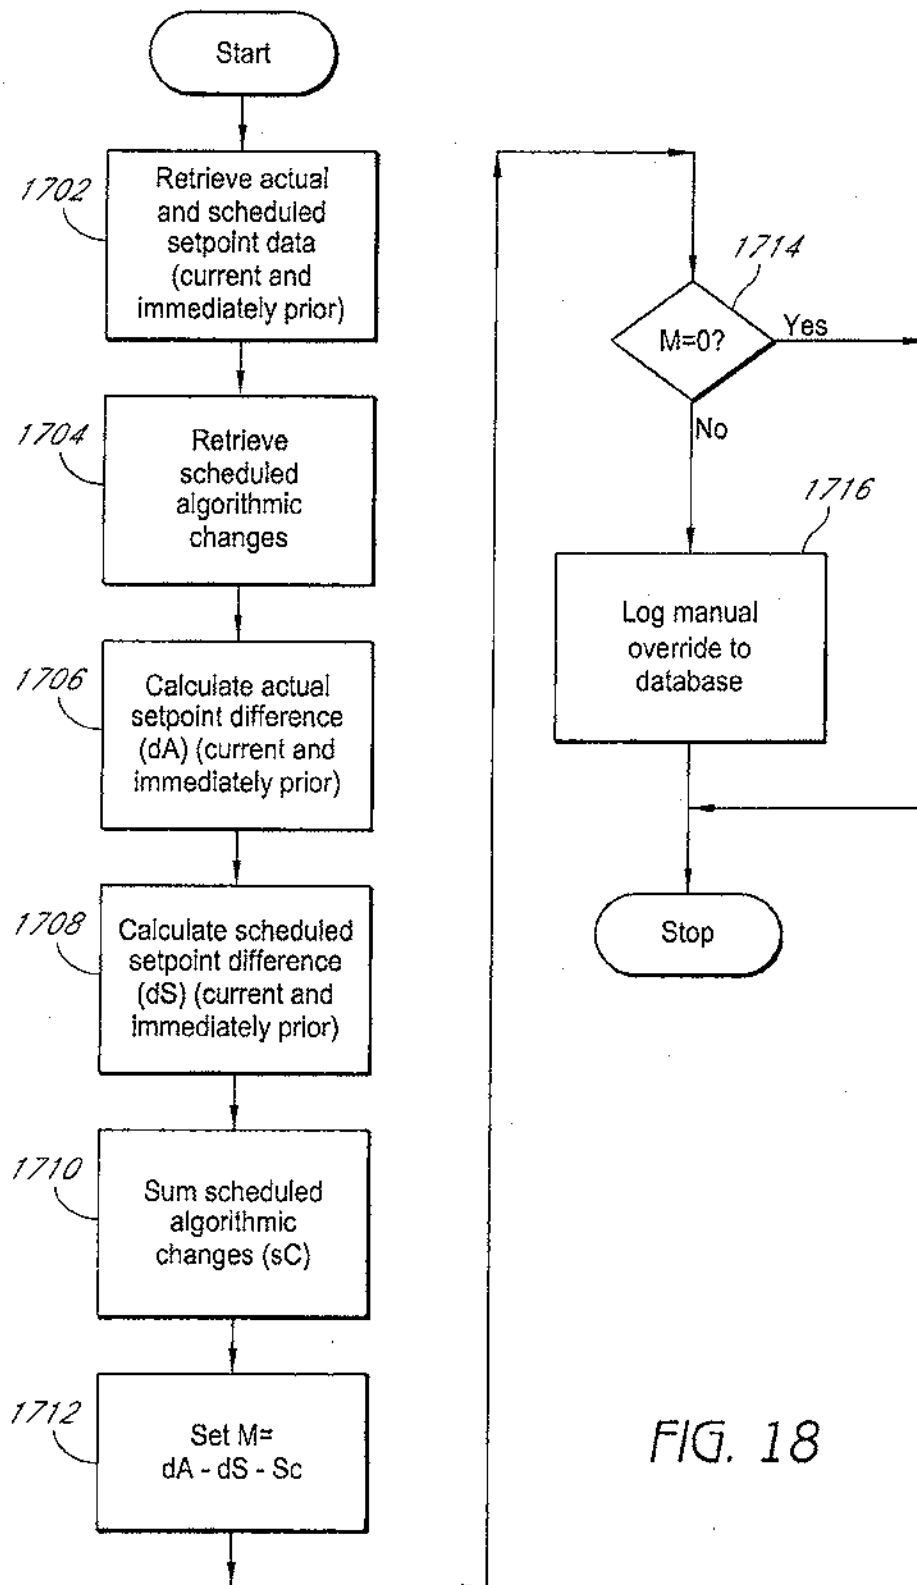 Start
1702
Retrieve actual
and scheduled
setpoint data
(current and
immediately prior)
1704
Retrieve
scheduled
algorithmic
changes
1706
Calculate actual
setpoint difference
(dA) (current and
immediately prior)
1708
Calculate scheduled
setpoint difference
(dS) (current and
immediately prior)
1710
Sum scheduled
algorithmic
changes (sC)
1712
Set M=
dA - dS - Sc
1714
M=0?
Yes
No
1716
Log manual
override to
database
Stop
FIG. 18